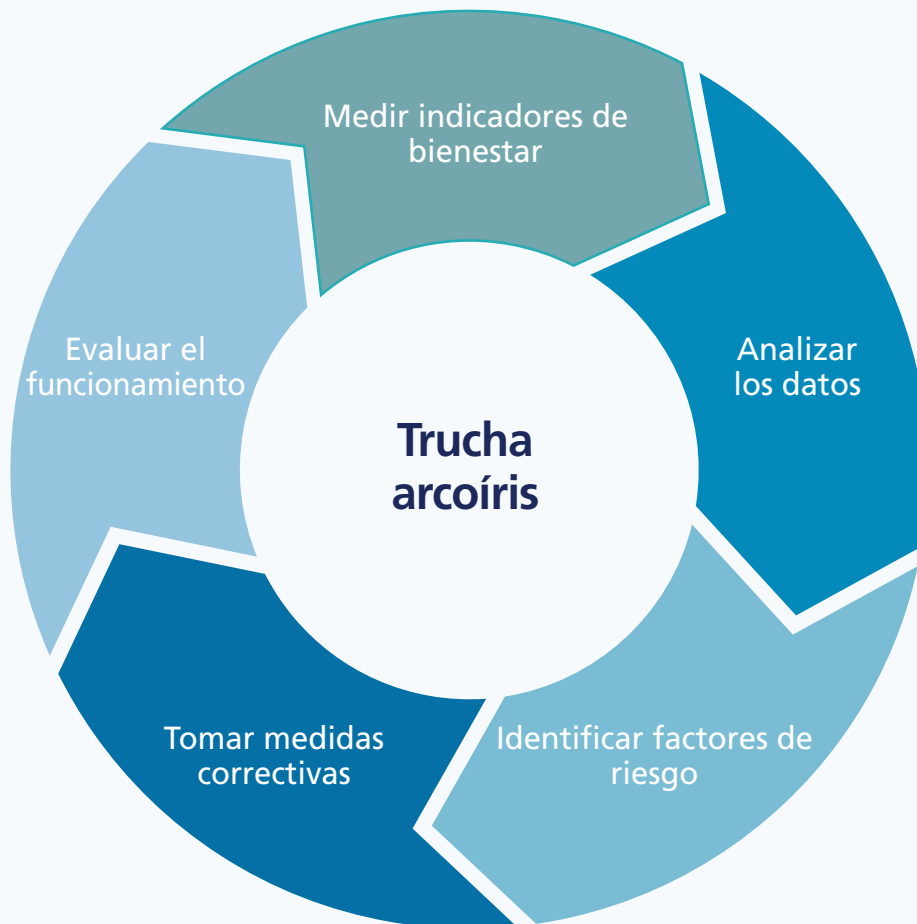 Medir indicadores de
bienestar
Analizar
los datos
Identificar factores de
riesgo
Tomar medidas
correctivas
Evaluar el
funcionamiento
Trucha
arcoíris